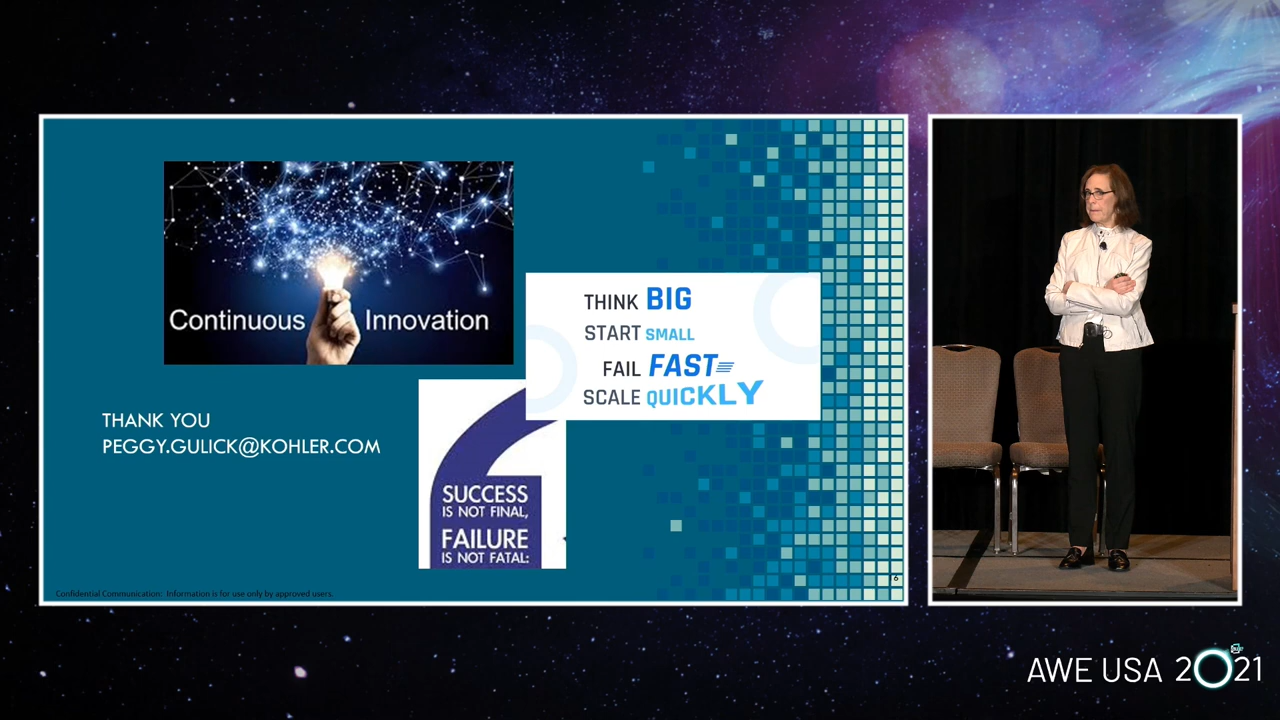 Continuous Innovation
THINK BIG
START SMALL
FAIL FAST
SCALE QUICKLY
THANK YOU
PEGGY.GULICK@KOHLER.COM
SUCCESS
IS NOT FINAL,
FAILURE
IS NOT FATAL:
Confidential Communication: Information is for use only by approved users.
6
AWE USA 2021